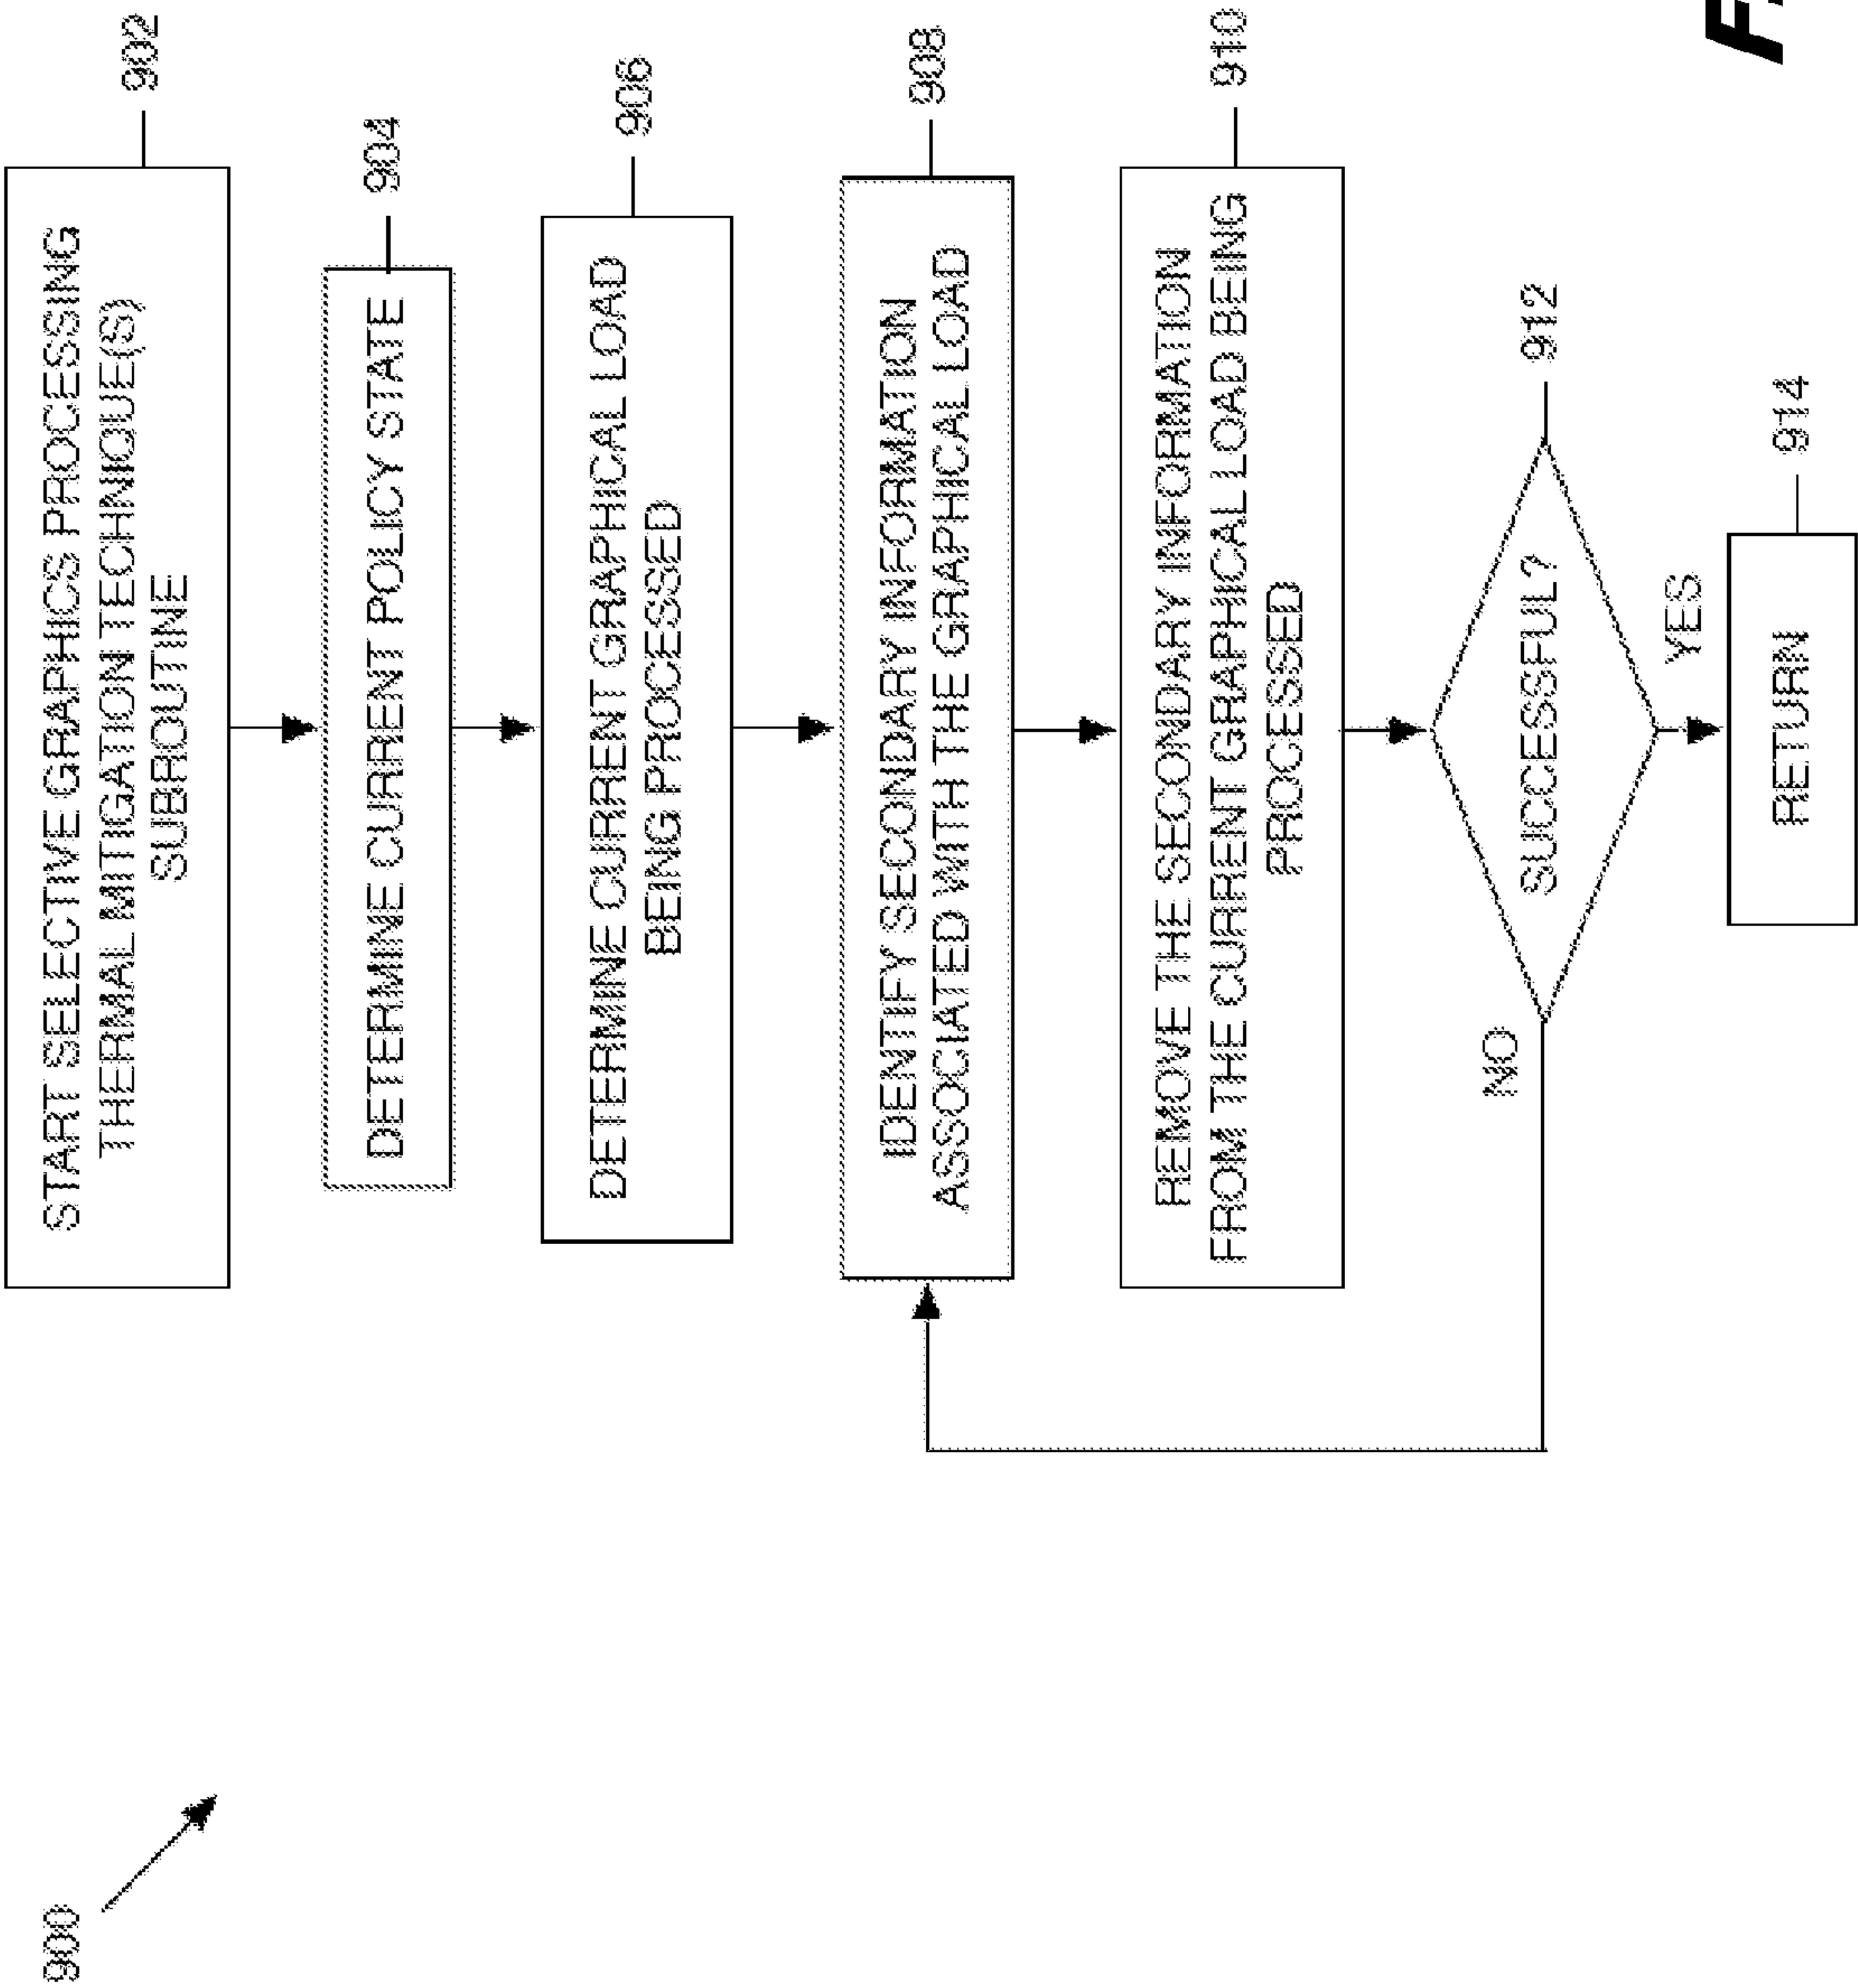 900
START SELECTIVE GRAPHICS PROCESSING
THERMAL MITIGATION TECHNIQUE(S)
SUBROUTINE
902
DETERMINE CURRENT POLICY STATE
904
DETERMINE CURRENT GRAPHICAL LOAD
BEING PROCESSED
906
IDENTIFY SECONDARY INFORMATION
ASSOCIATED WITH THE GRAPHICAL LOAD
908
REMOVE THE SECONDARY INFORMATION
FROM THE CURRENT GRAPHICAL LOAD BEING
PROCESSED
910
SUCCESSFUL?
912
NO
YES
RETURN
914